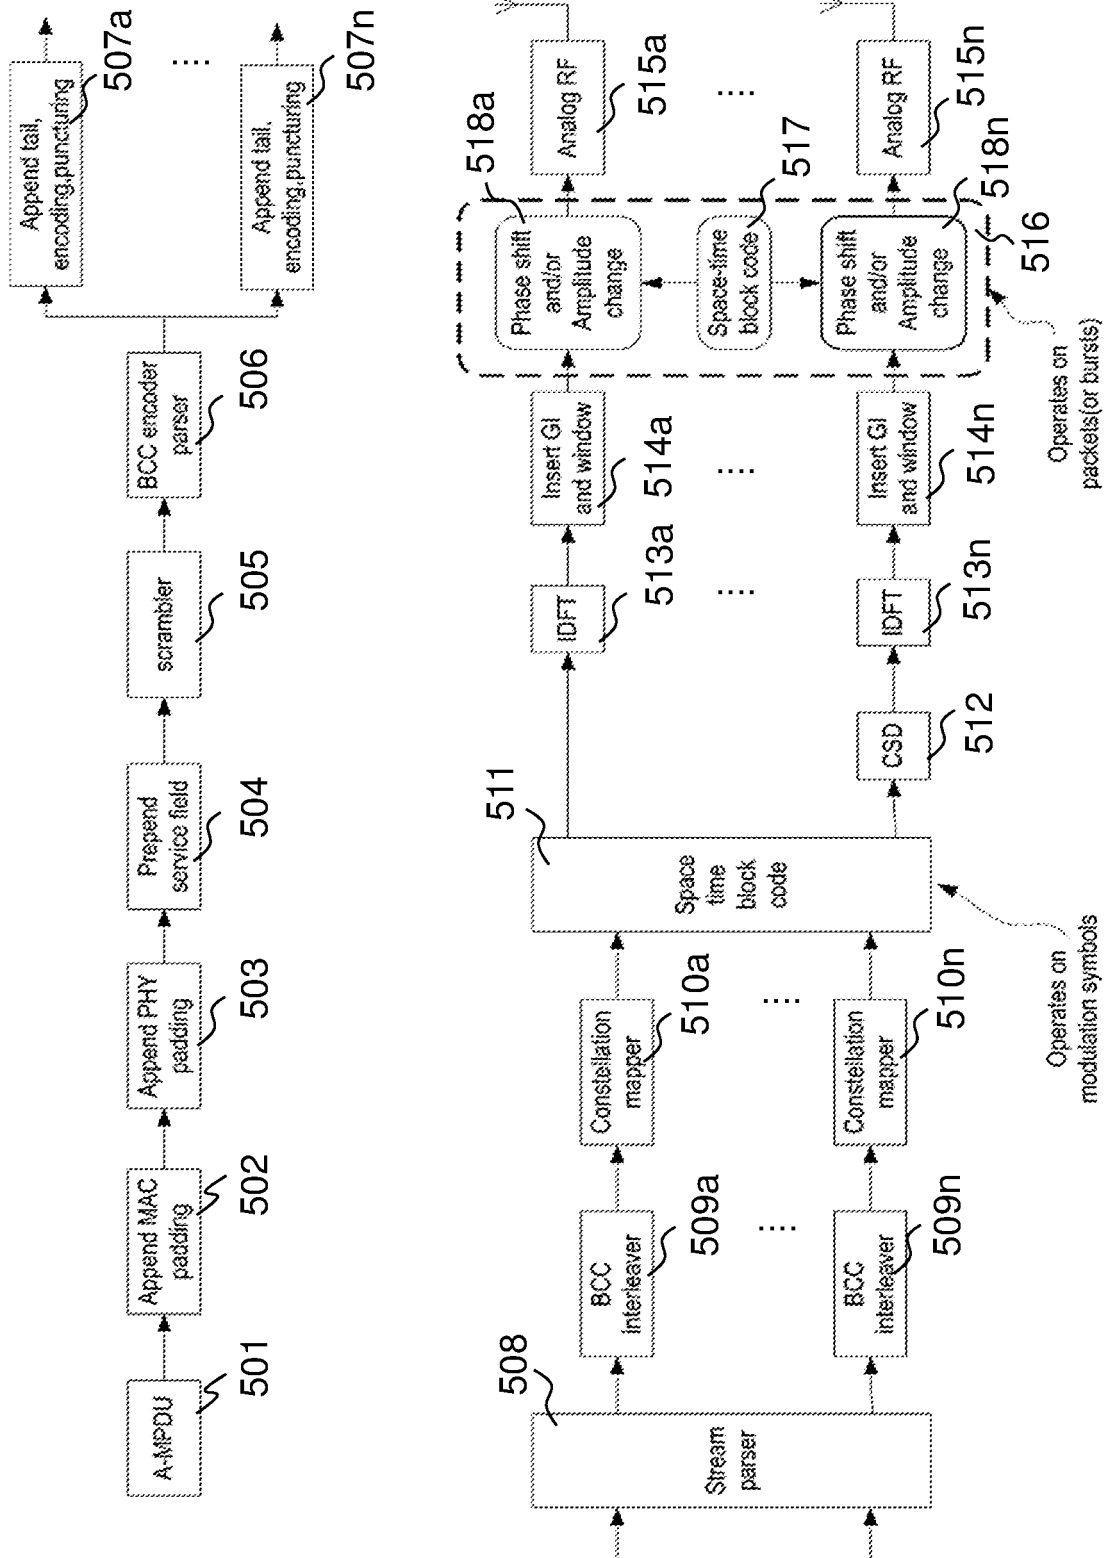 A-MPDU
501
Append MAC
padding
502
Append PHY
padding
503
Prepend
service field
504
scrambler
505
BCC encoder
parser
506
Append tail,
encoding,puncturing
507a
....
Append tail,
encoding,puncturing
507n
Stream
parser
508
BCC
interleaver
509a
....
BCC
interleaver
509n
Constellation
mapper
510a
....
Constellation
mapper
510n
Space
time
block
code
511
Operates on
modulation symbols
CSD
512
IDFT
513a
....
IDFT
513n
Insert GI
and window
514a
....
Insert GI
and window
514n
Phase shift
and/or
Amplitude
change
518a
Space-time
block code
517
Phase shift
and/or
Amplitude
change
518n
516
Operates on
packets(or bursts)
Analog RF
515a
....
Analog RF
515n